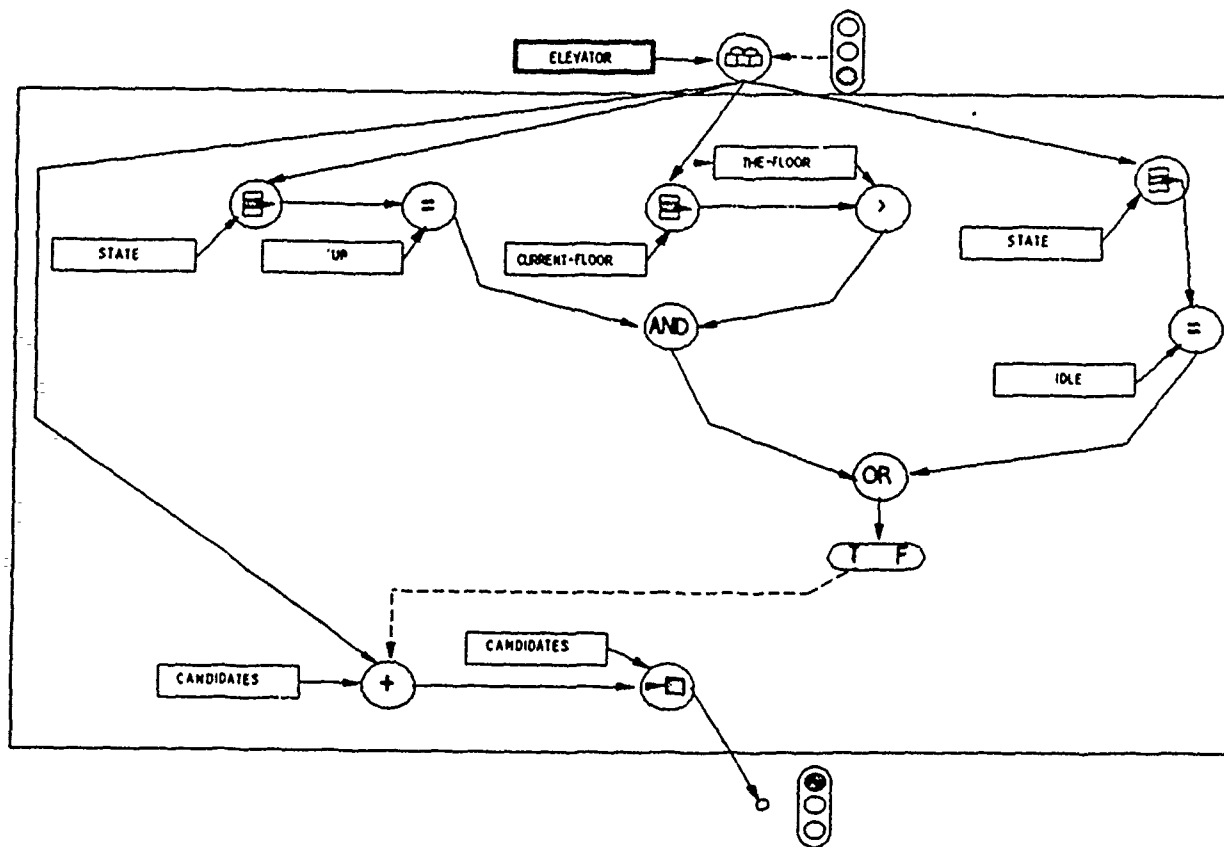 ELEVATOR
THE-FLOOR
=
>
STATE
'UP
CURRENT-FLOOR
STATE
AND
=
IDLE
OR
T F
CANDIDATES
CANDIDATES
+